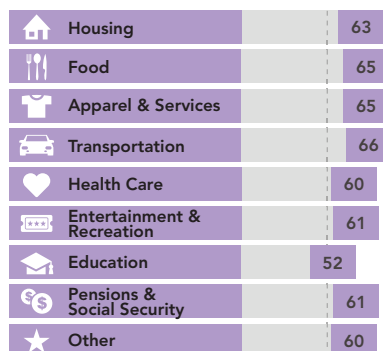 Housing 63
Food 65
Apparel & Services 65
Transportation 66
Health Care 60
Entertainment &
Recreation 61
Education 52
Pensions &
Social Security 61
Other 60